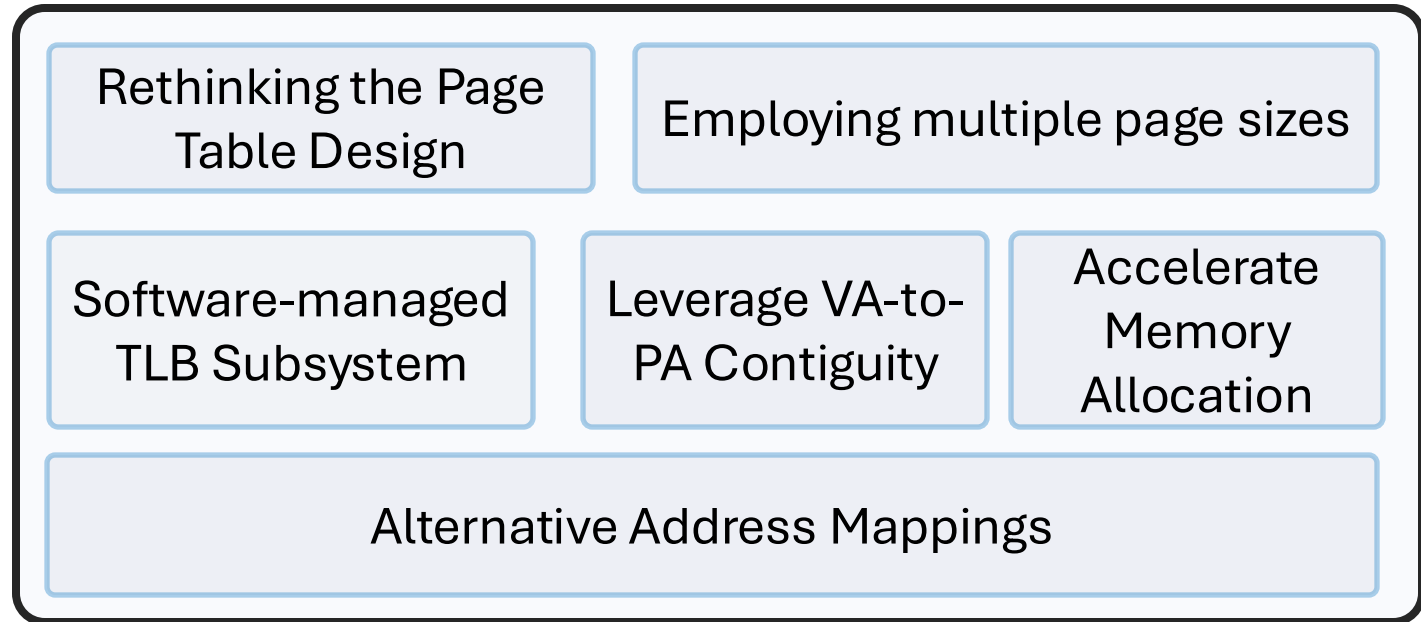 Rethinking the Page
Table Design
Employing multiple page sizes
Software-managed
TLB Subsystem
Leverage VA-to-
PA Contiguity
Accelerate
Memory
Allocation
Alternative Address Mappings